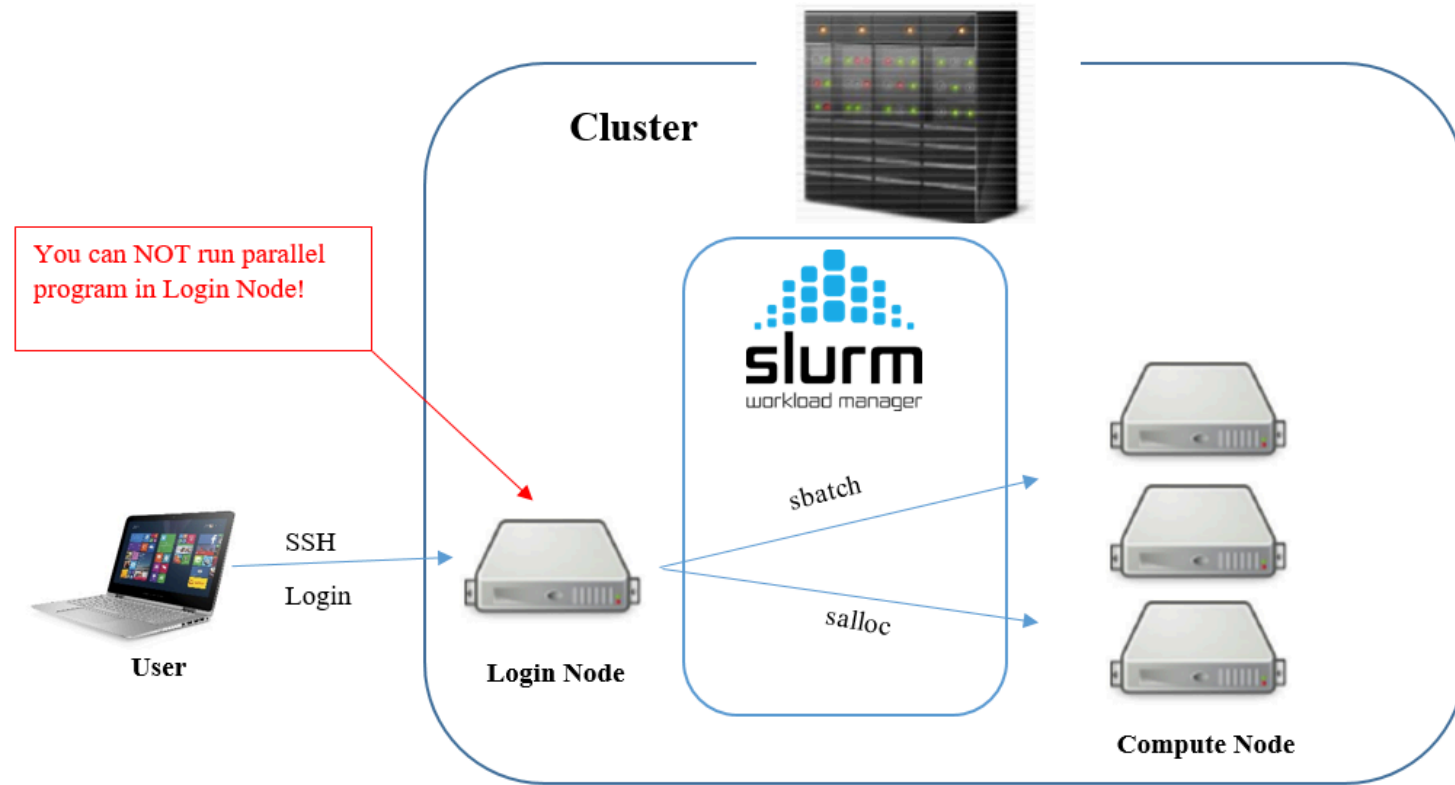 Cluster
You can NOT run parallel
program in Login Node!
slurm
workload manager
sbatch
SSH
Login
salloc
User
Login Node
Compute Node